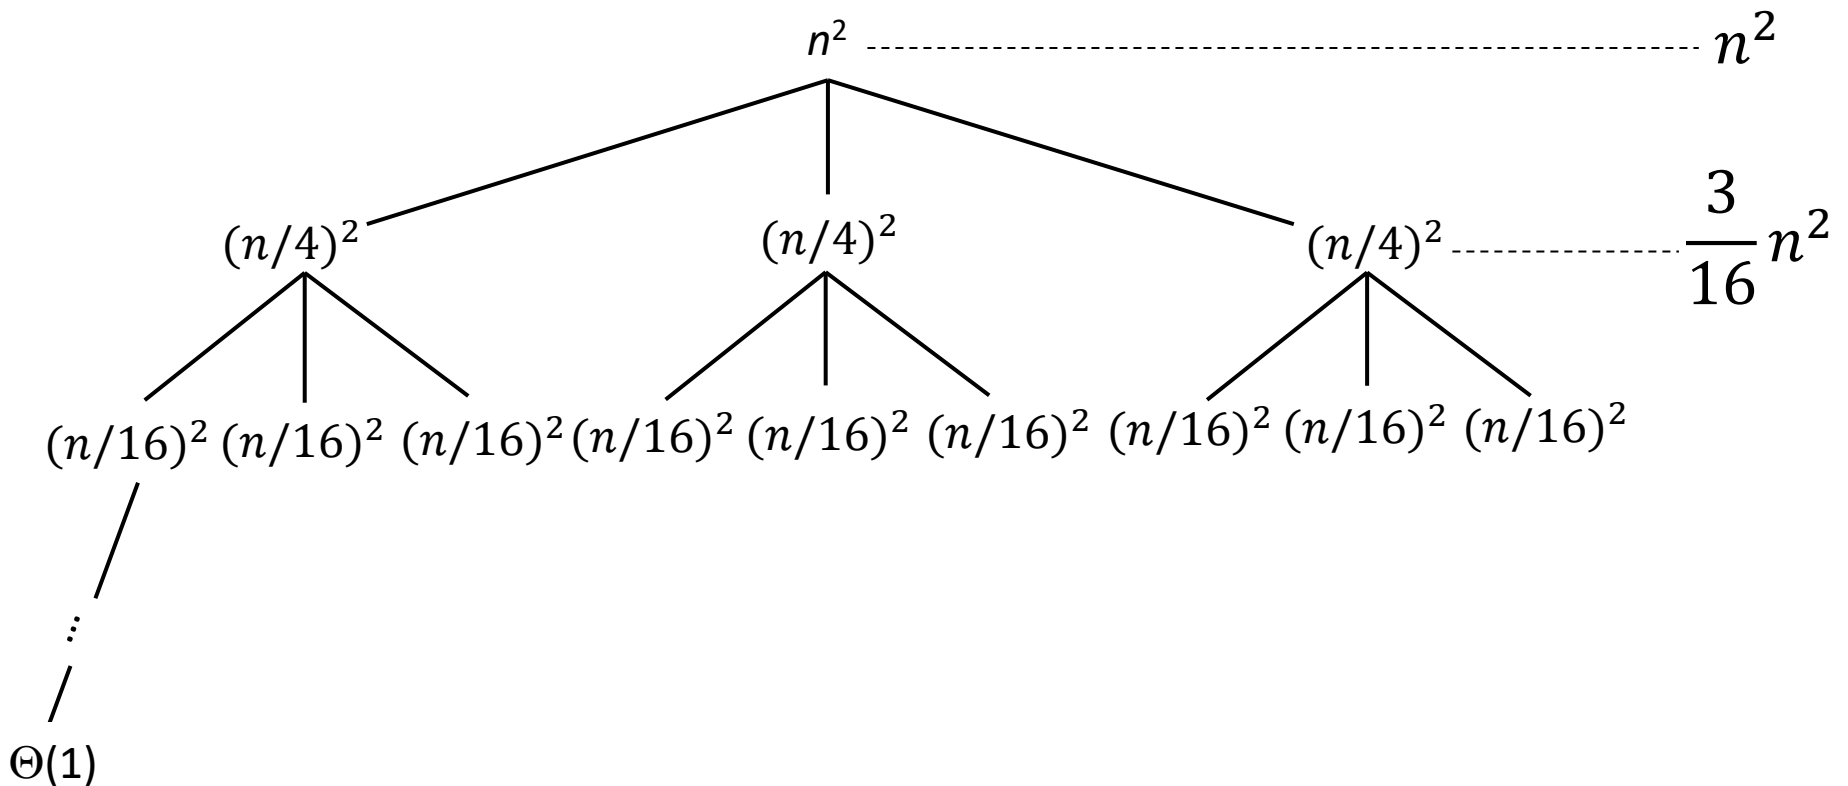 n² n²
(n/4)² (n/4)² (n/4)² 3/16 n²
(n/16)² (n/16)² (n/16)² (n/16)² (n/16)² (n/16)² (n/16)² (n/16)² (n/16)²
...
Θ(1)